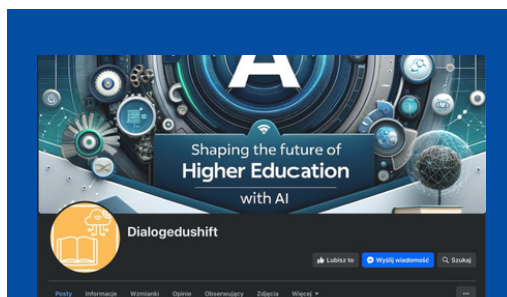 A
Shaping the future of
Higher Education
with AI
Dialogedushift
Lubisz to
Wyślij wiadomość
Szukaj
Posty Informacje Wzmianki Opinie Obserwujący Zdjęcia Więcej